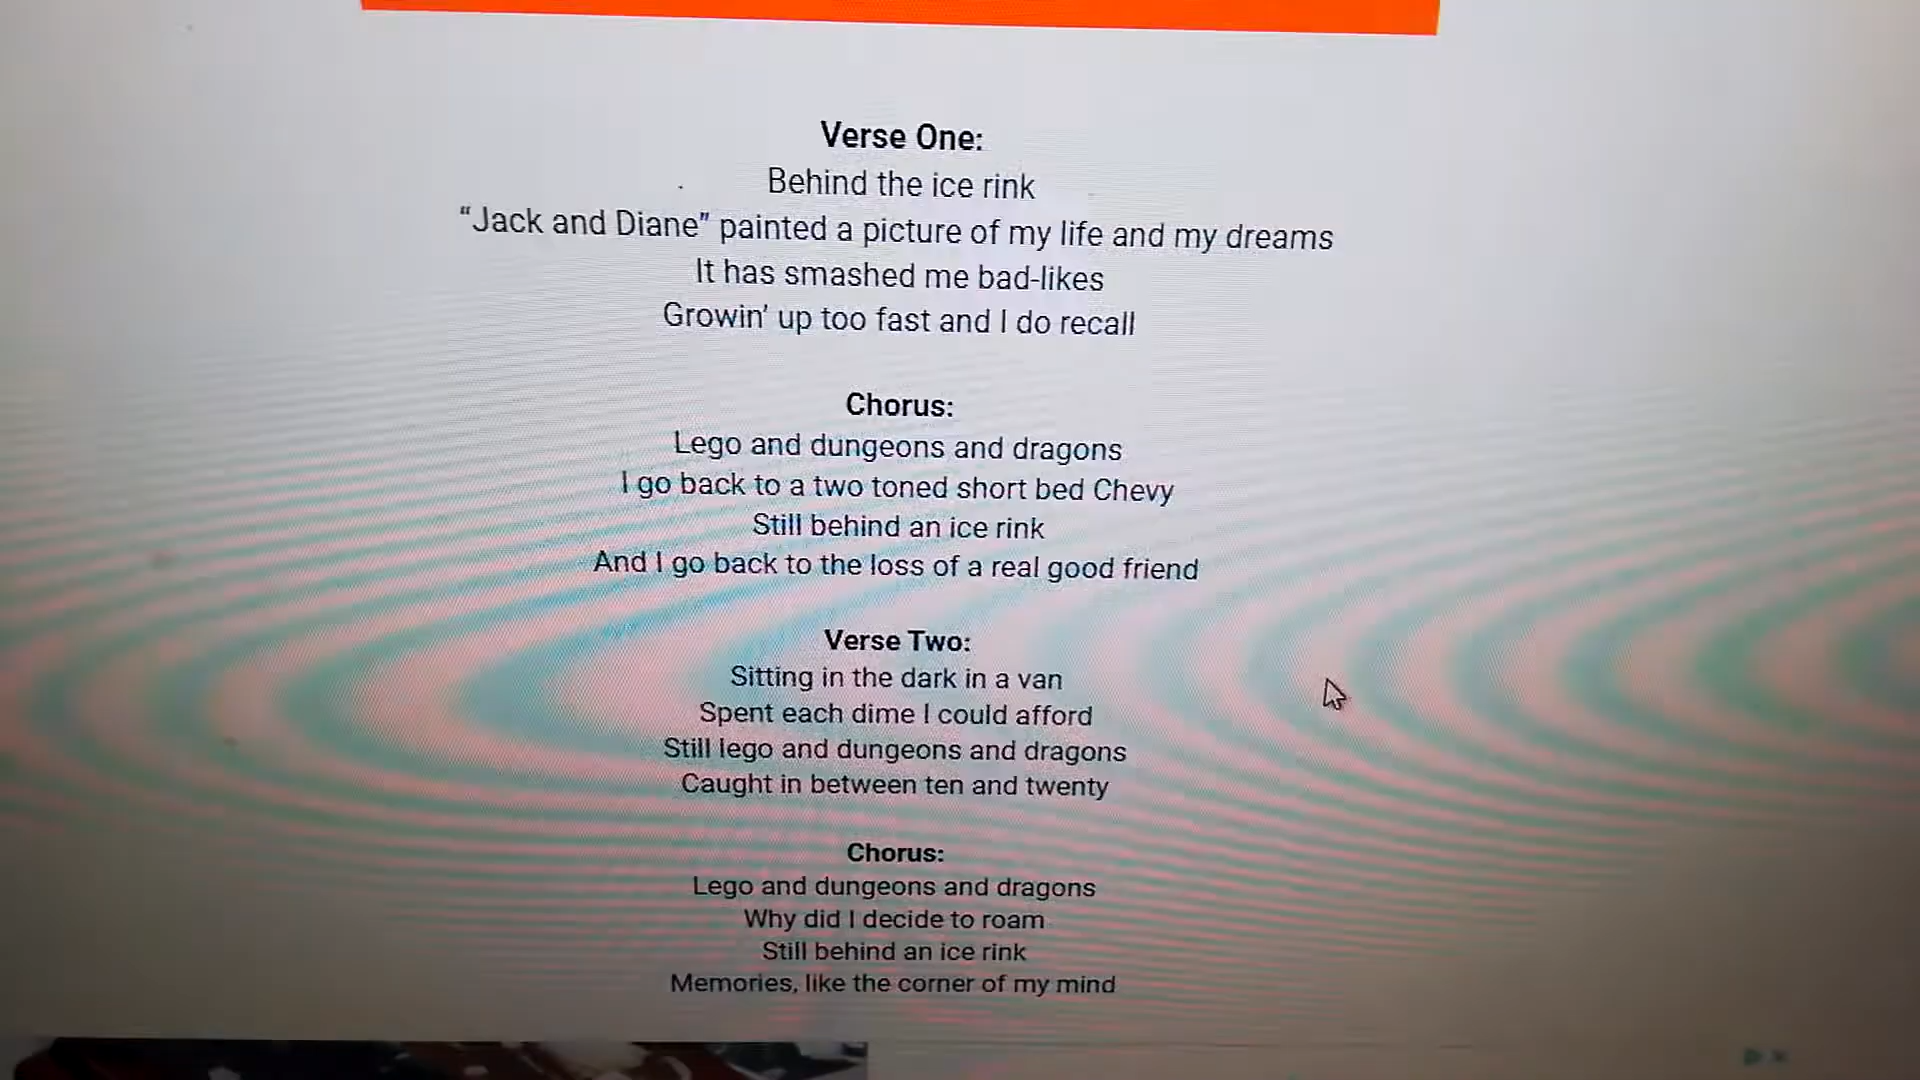 Verse One:
Behind the ice rink
“Jack and Diane” painted a picture of my life and my dreams
It has smashed me bad-likes
Growin’ up too fast and I do recall
Chorus:
Lego and dungeons and dragons
I go back to a two toned short bed Chevy
Still behind an ice rink
And I go back to the loss of a real good friend
Verse Two:
Sitting in the dark in a van
Spent each dime I could afford
Still lego and dungeons and dragons
Caught in between ten and twenty
Chorus:
Lego and dungeons and dragons
Why did I decide to roam
Still behind an ice rink
Memories, like the corner of my mind